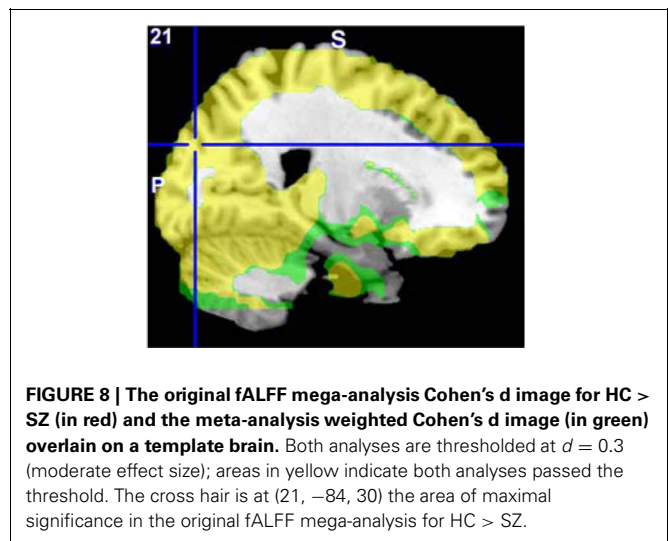 21
S
P
FIGURE 8 | The original fALFF mega-analysis Cohen's d image for HC >
SZ (in red) and the meta-analysis weighted Cohen's d image (in green)
overlain on a template brain. Both analyses are thresholded at d = 0.3
(moderate effect size); areas in yellow indicate both analyses passed the
threshold. The cross hair is at (21, −84, 30) the area of maximal
significance in the original fALFF mega-analysis for HC > SZ.